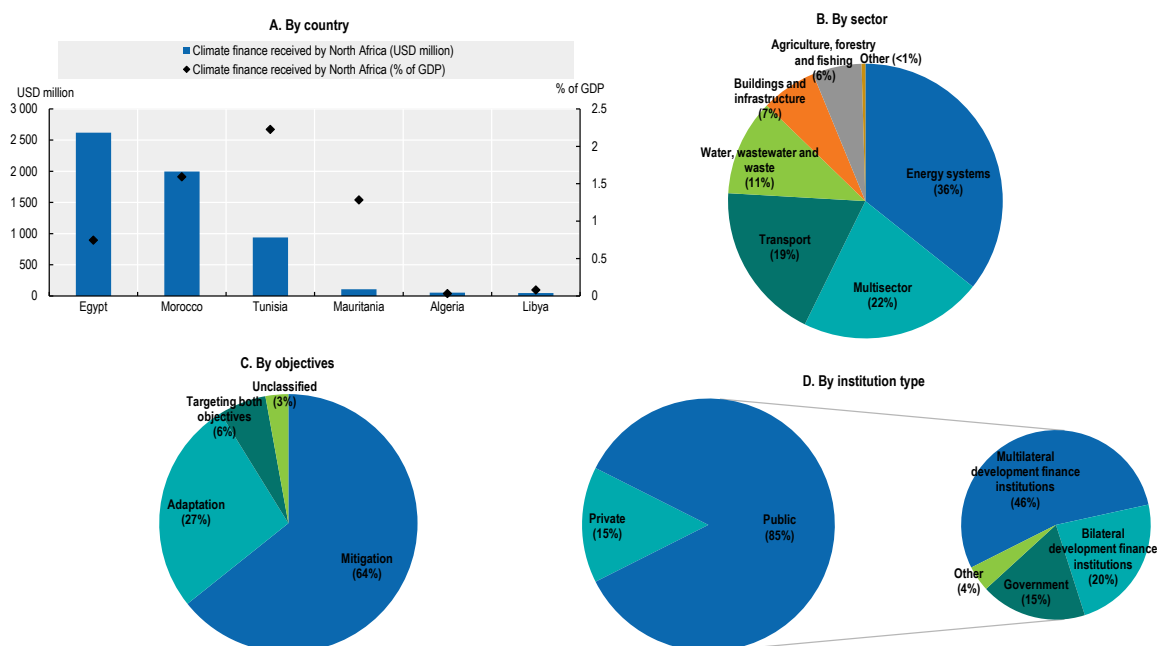 A. By country
Climate finance received by North Africa (USD million)
Climate finance received by North Africa (% of GDP)
USD million
% of GDP
3 000
2 500
2 000
1 500
1 000
500
0
2.5
2
1.5
1
0.5
0
Egypt
Morocco
Tunisia
Mauritania
Algeria
Libya
B. By sector
Agriculture, forestry
and fishing
(6%)
Other (<1%)
Buildings and
infrastructure
(7%)
Water, wastewater and
waste
(11%)
Energy systems
(36%)
Transport
(19%)
Multisector
(22%)
C. By objectives
Unclassified
(3%)
Targeting both
objectives
(6%)
Adaptation
(27%)
Mitigation
(64%)
D. By institution type
Private
(15%)
Public
(85%)
Multilateral
development finance
institutions
(46%)
Bilateral
development finance
institutions
(20%)
Other
(4%)
Government
(15%)